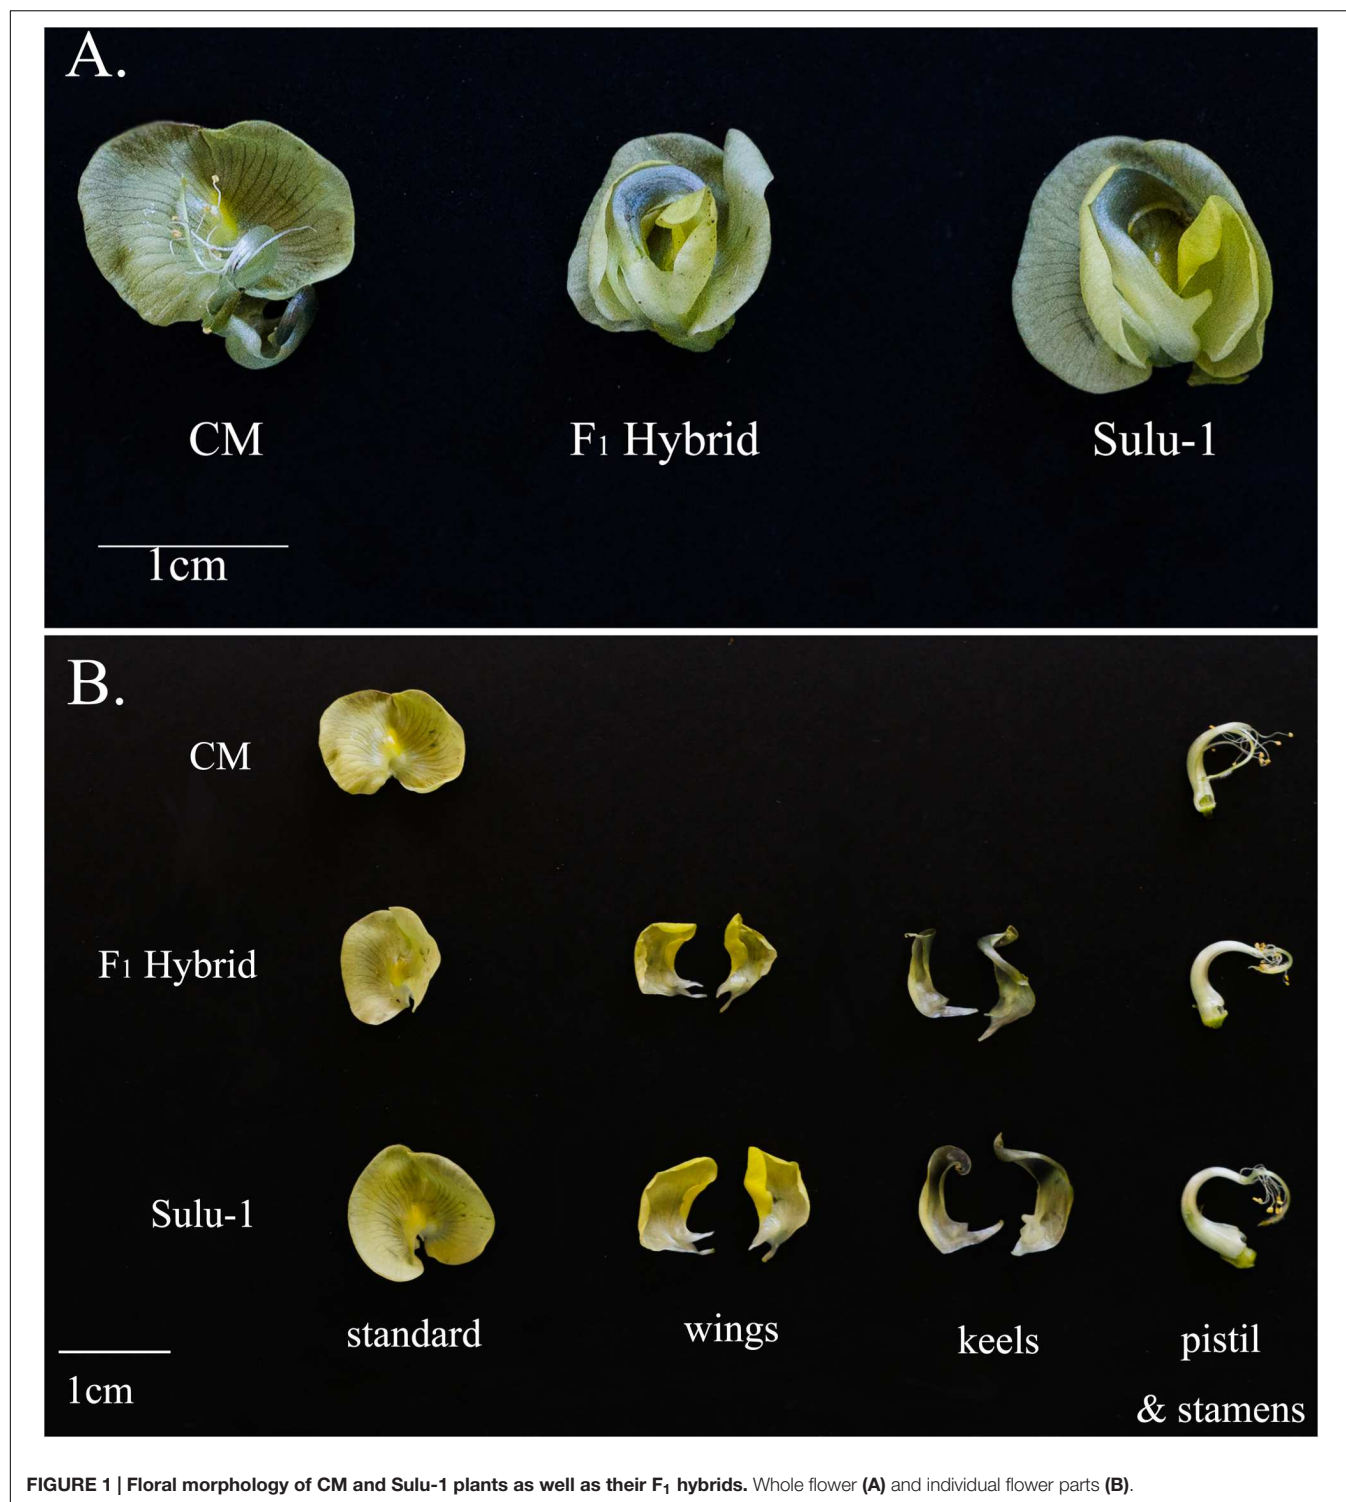 A.
CM
F₁ Hybrid
Sulu-1
1cm
B.
CM
F₁ Hybrid
Sulu-1
standard
wings
keels
pistil
& stamens
1cm
FIGURE 1 | Floral morphology of CM and Sulu-1 plants as well as their F₁ hybrids. Whole flower (A) and individual flower parts (B).